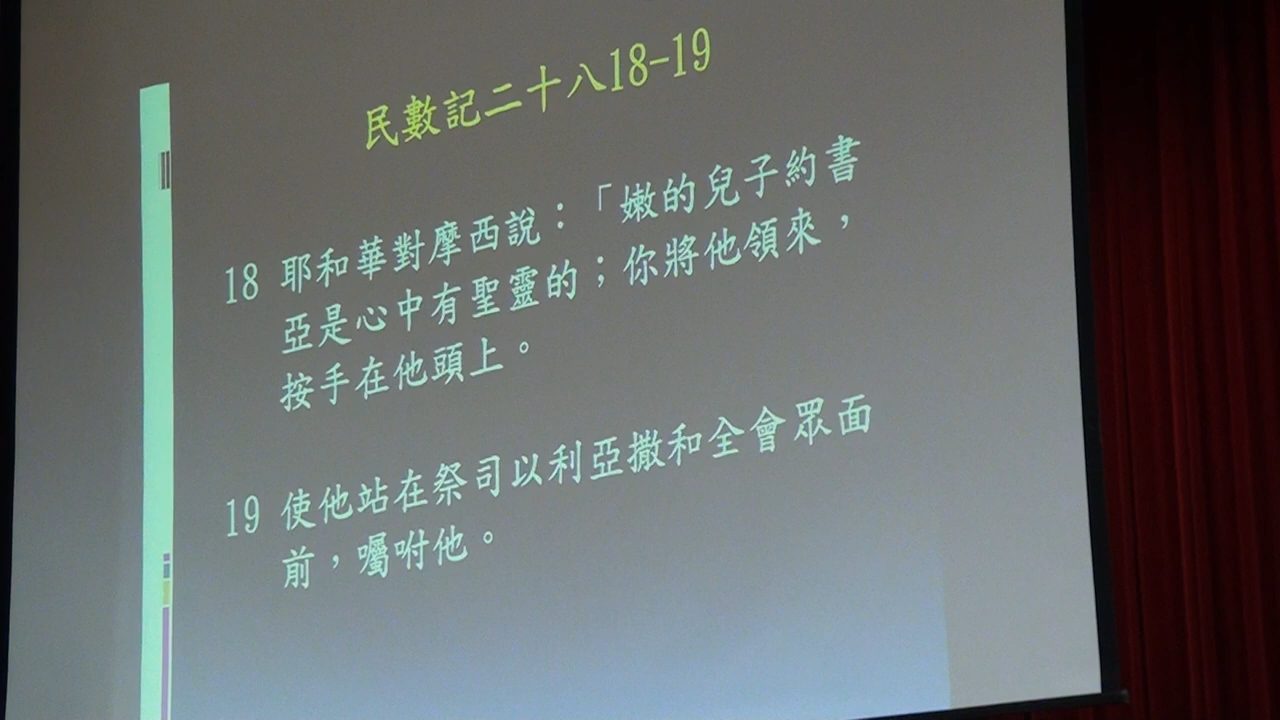 民數記二十八18-19
18 耶和華對摩西說：「嫩的兒子約書
亞是心中有聖靈的；你將他領來，
按手在他頭上。
19 使他站在祭司以利亞撒和全會眾面
前，囑咐他。